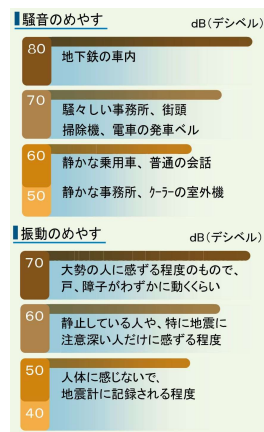 騒音のめやす
dB(デシベル)
80
地下鉄の車内
70
騒々しい事務所、街頭
掃除機、電車の発車ベル
60
静かな乗用車、普通の会話
50
静かな事務所、クーラーの室外機
振動のめやす
dB(デシベル)
70
大勢の人に感ずる程度のもので、
戸、障子がわずかに動くくらい
60
静止している人や、特に地震に
注意深い人だけに感ずる程度
50
人体に感じないで、
地震計に記録される程度
40